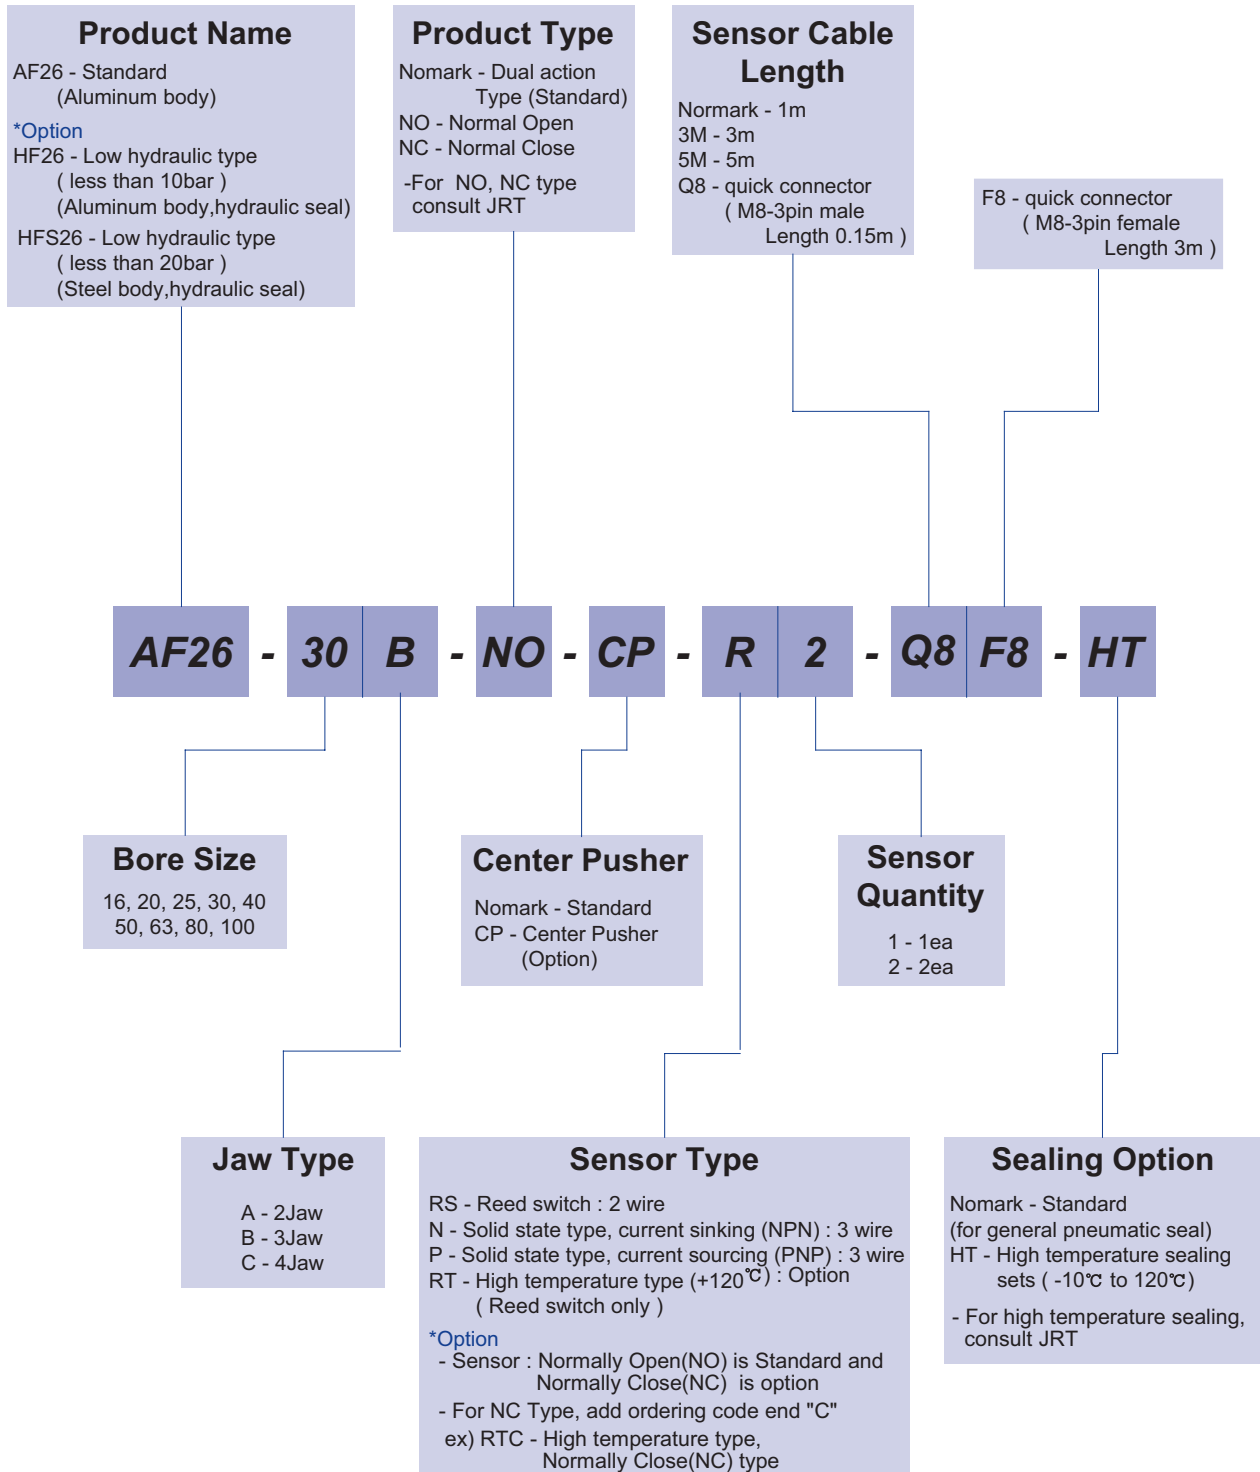 Product Name
AF26 - Standard
(Aluminum body)
*Option
HF26 - Low hydraulic type
( less than 10bar )
(Aluminum body,hydraulic seal)
HFS26 - Low hydraulic type
( less than 20bar )
(Steel body,hydraulic seal)
Product Type
Nomark - Dual action
Type (Standard)
NO - Normal Open
NC - Normal Close
-For NO, NC type
consult JRT
Sensor Cable
Length
Normark - 1m
3M - 3m
5M - 5m
Q8 - quick connector
( M8-3pin male
Length 0.15m )
F8 - quick connector
( M8-3pin female
Length 3m )
AF26 - 30 B - NO - CP - R 2 - Q8 F8 - HT
Bore Size
16, 20, 25, 30, 40
50, 63, 80, 100
Center Pusher
Nomark - Standard
CP - Center Pusher
(Option)
Sensor
Quantity
1 - 1ea
2 - 2ea
Jaw Type
A - 2Jaw
B - 3Jaw
C - 4Jaw
Sensor Type
RS - Reed switch : 2 wire
N - Solid state type, current sinking (NPN) : 3 wire
P - Solid state type, current sourcing (PNP) : 3 wire
RT - High temperature type (+120℃) : Option
( Reed switch only )
*Option
- Sensor : Normally Open(NO) is Standard and
Normally Close(NC) is option
- For NC Type, add ordering code end "C"
ex) RTC - High temperature type,
Normally Close(NC) type
Sealing Option
Nomark - Standard
(for general pneumatic seal)
HT - High temperature sealing
sets ( -10℃ to 120℃)
- For high temperature sealing,
consult JRT